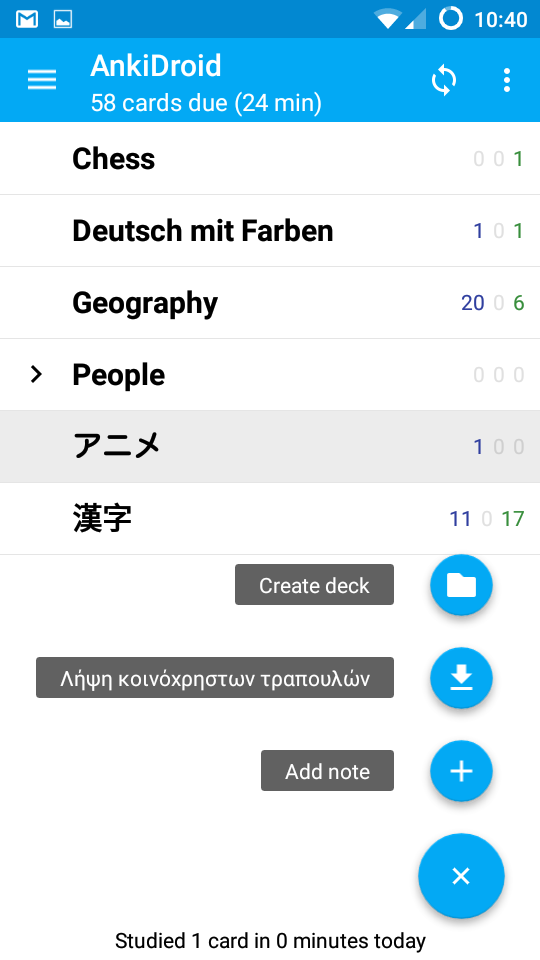 10:40
AnkiDroid
58 cards due (24 min)
Chess 0 0 1
Deutsch mit Farben 1 0 1
Geography 20 0 6
People 0 0 0
アニメ 1 0 0
漢字 11 0 17
Create deck
Λήψη κοινόχρηστων τραπουλών
Add note
Studied 1 card in 0 minutes today